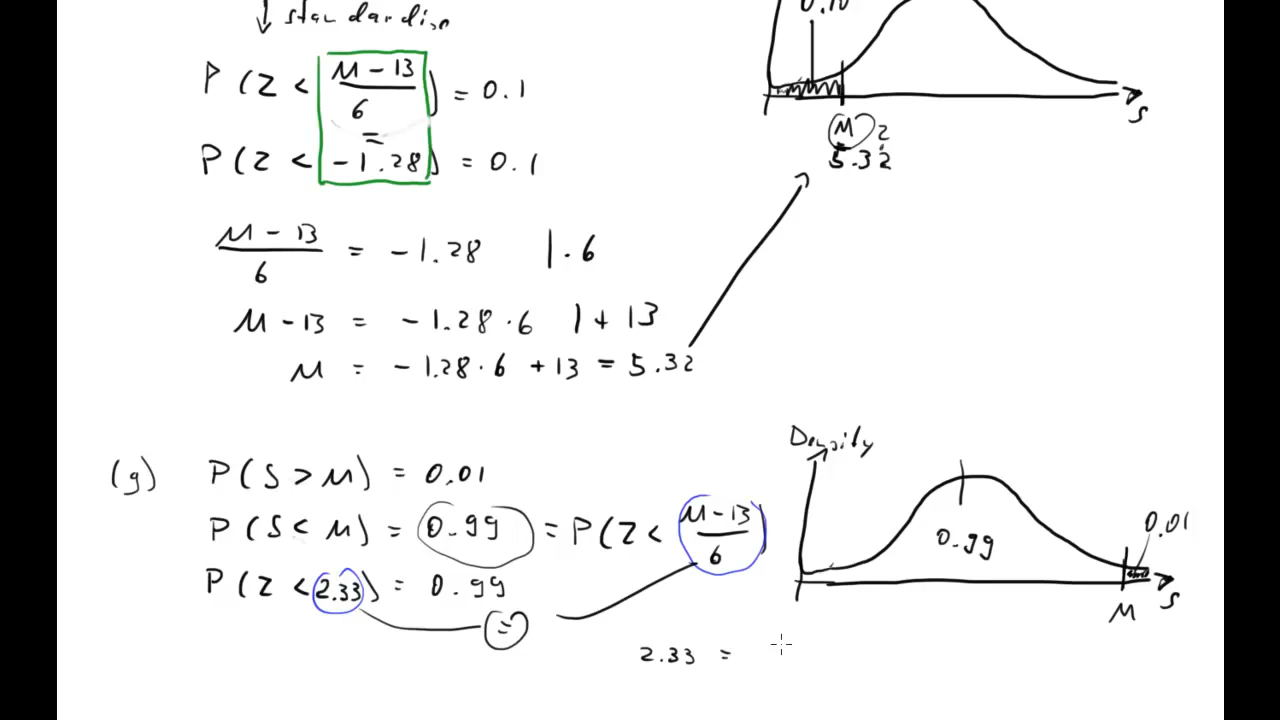 ↓ standardise
P(Z < (M - 13)/6) = 0.1
=
P(Z < -1.28) = 0.1
(M - 13)/6 = -1.28 | · 6
M - 13 = -1.28 · 6 | + 13
M = -1.28 · 6 + 13 = 5.32
0.10
M ?
5.32
S
(g) P(S > M) = 0.01
P(S < M) = 0.99 = P(Z < (M - 13)/6)
P(Z < 2.33) = 0.99
=
2.33 =
Density
0.99
0.01
M
S